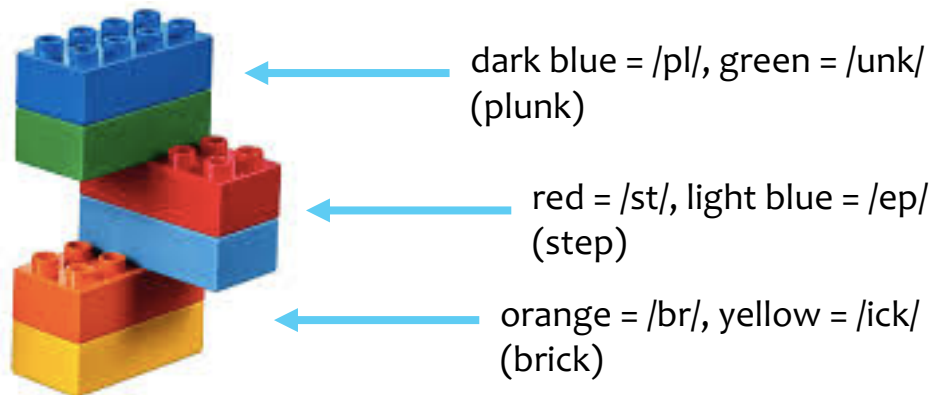 dark blue = /pl/, green = /unk/
(plunk)
red = /st/, light blue = /ep/
(step)
orange = /br/, yellow = /ick/
(brick)